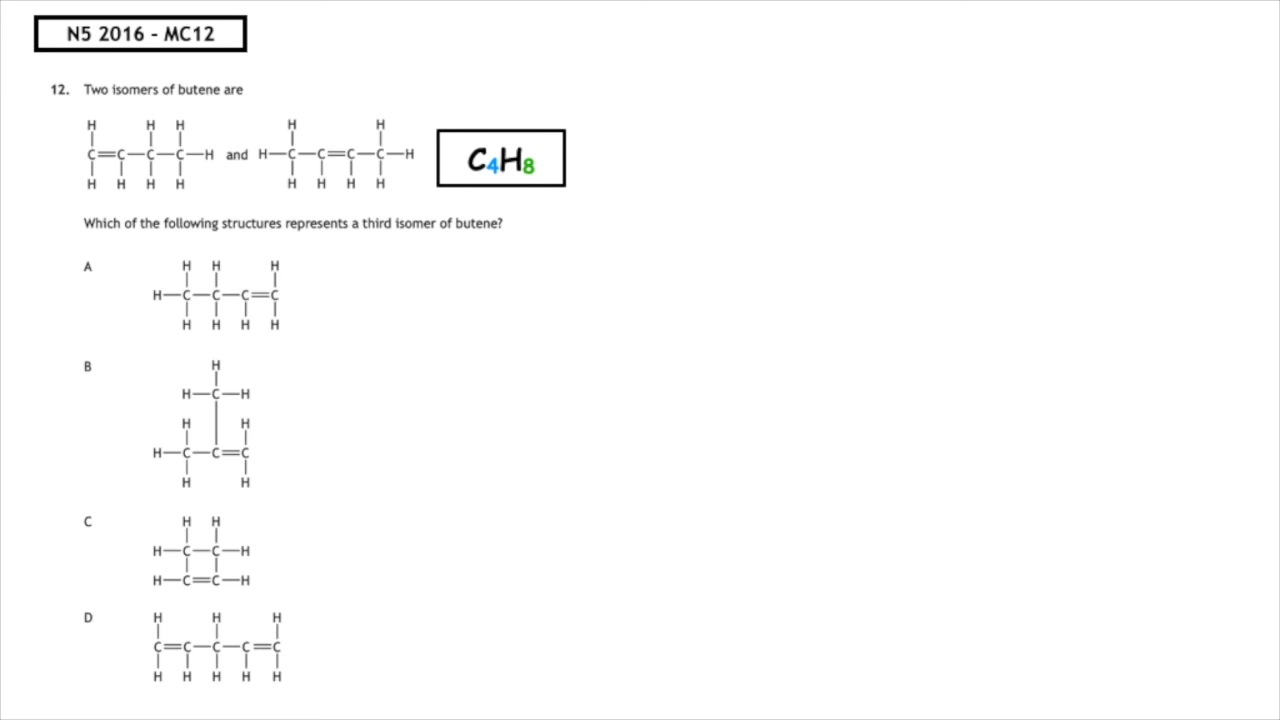 N5 2016 - MC12
12. Two isomers of butene are
H H H H H
C=C—C—C—H and H—C—C=C—C—H C4H8
H H H H H H H H
Which of the following structures represents a third isomer of butene?
A H H H
H—C—C—C=C
H H H H
B H
H—C—H
H H
H—C—C=C
H H
C H H
H—C—C—H
H—C=C—H
D H H H
C=C—C—C=C
H H H H H